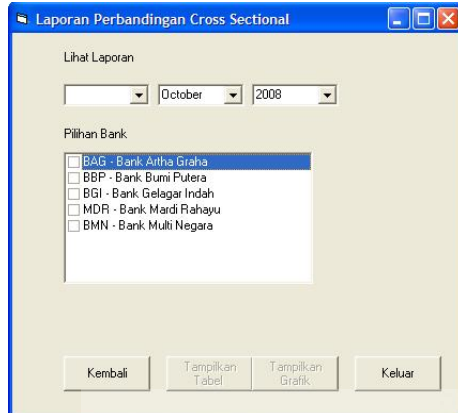 Laporan Perbandingan Cross Sectional
Lihat Laporan
October 2008
Pilihan Bank
BAG - Bank Artha Graha
BBP - Bank Bumi Putera
BGI - Bank Gelagar Indah
MDR - Bank Mardi Rahayu
BMN - Bank Multi Negara
Kembali
Tampilkan Tabel
Tampilkan Grafik
Keluar